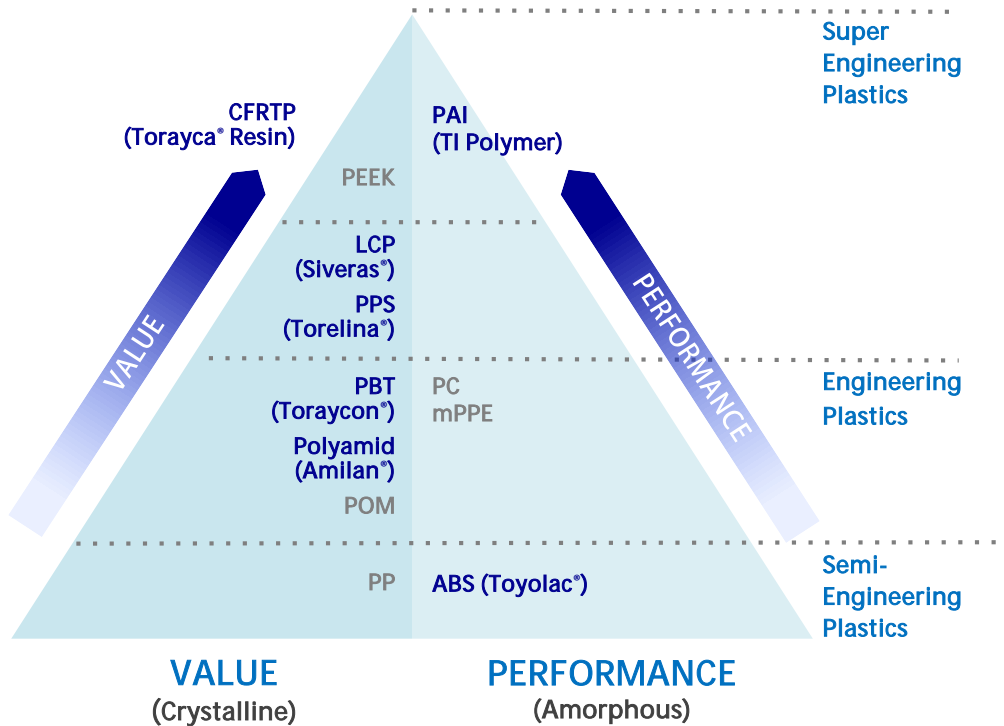 Super
Engineering
Plastics
CFRTP
(Torayca® Resin)
PAI
(TI Polymer)
PEEK
LCP
(Siveras®)
PPS
(Torelina®)
VALUE
PERFORMANCE
PBT
(Toraycon®)
PC
mPPE
Engineering
Plastics
Polyamid
(Amilan®)
POM
PP
ABS (Toyolac®)
Semi-
Engineering
Plastics
VALUE
(Crystalline)
PERFORMANCE
(Amorphous)